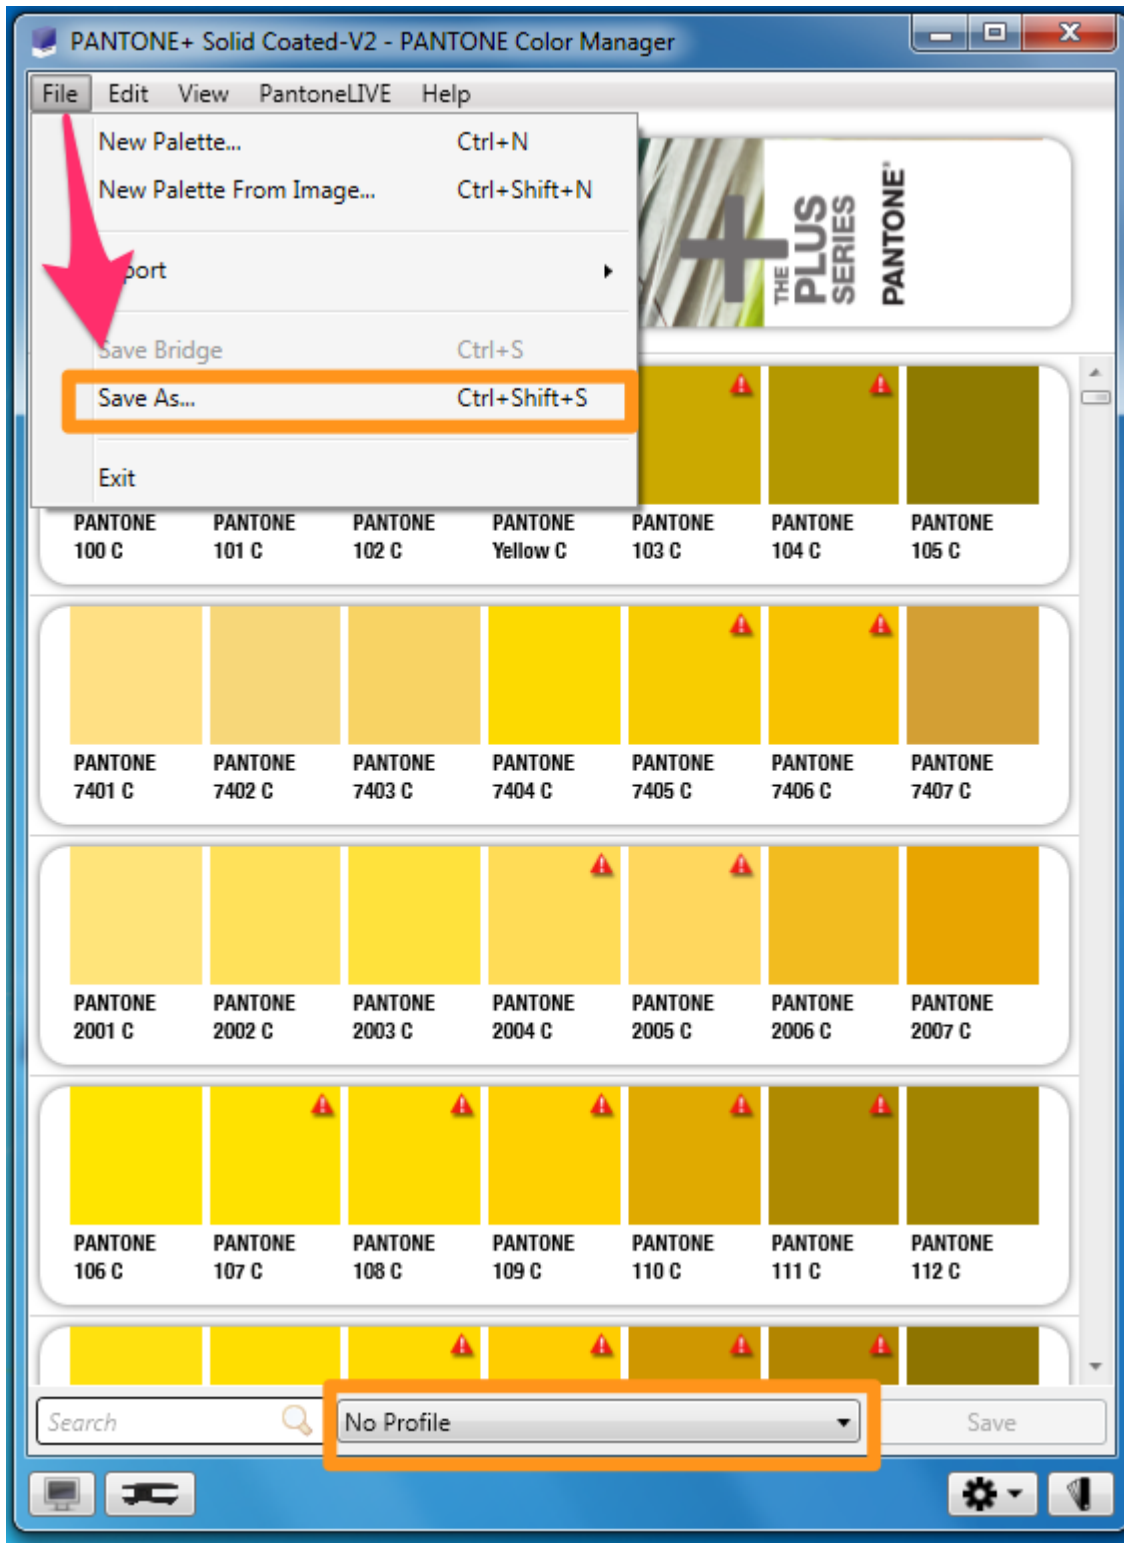 PANTONE+ Solid Coated-V2 - PANTONE Color Manager
File Edit View PantoneLIVE Help
New Palette... Ctrl+N
New Palette From Image... Ctrl+Shift+N
port
Save Bridge Ctrl+S
Save As... Ctrl+Shift+S
Exit
THE
PLUS
SERIES
PANTONE
PANTONE PANTONE PANTONE PANTONE PANTONE PANTONE PANTONE
100 C 101 C 102 C Yellow C 103 C 104 C 105 C
PANTONE PANTONE PANTONE PANTONE PANTONE PANTONE PANTONE
7401 C 7402 C 7403 C 7404 C 7405 C 7406 C 7407 C
PANTONE PANTONE PANTONE PANTONE PANTONE PANTONE PANTONE
2001 C 2002 C 2003 C 2004 C 2005 C 2006 C 2007 C
PANTONE PANTONE PANTONE PANTONE PANTONE PANTONE PANTONE
106 C 107 C 108 C 109 C 110 C 111 C 112 C
Search No Profile Save